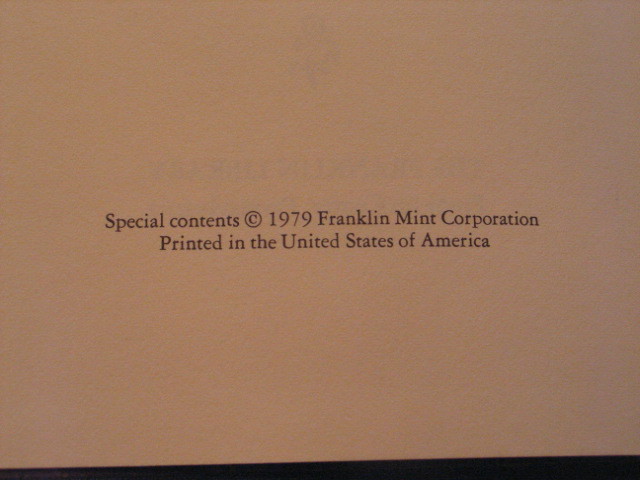 Special contents © 1979 Franklin Mint Corporation
Printed in the United States of America